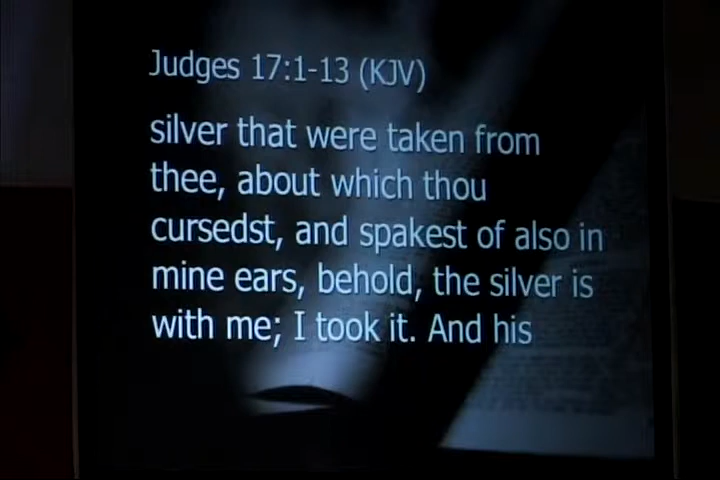 Judges 17:1-13 (KJV)
silver that were taken from
thee, about which thou
cursedst, and spakest of also in
mine ears, behold, the silver is
with me; I took it. And his